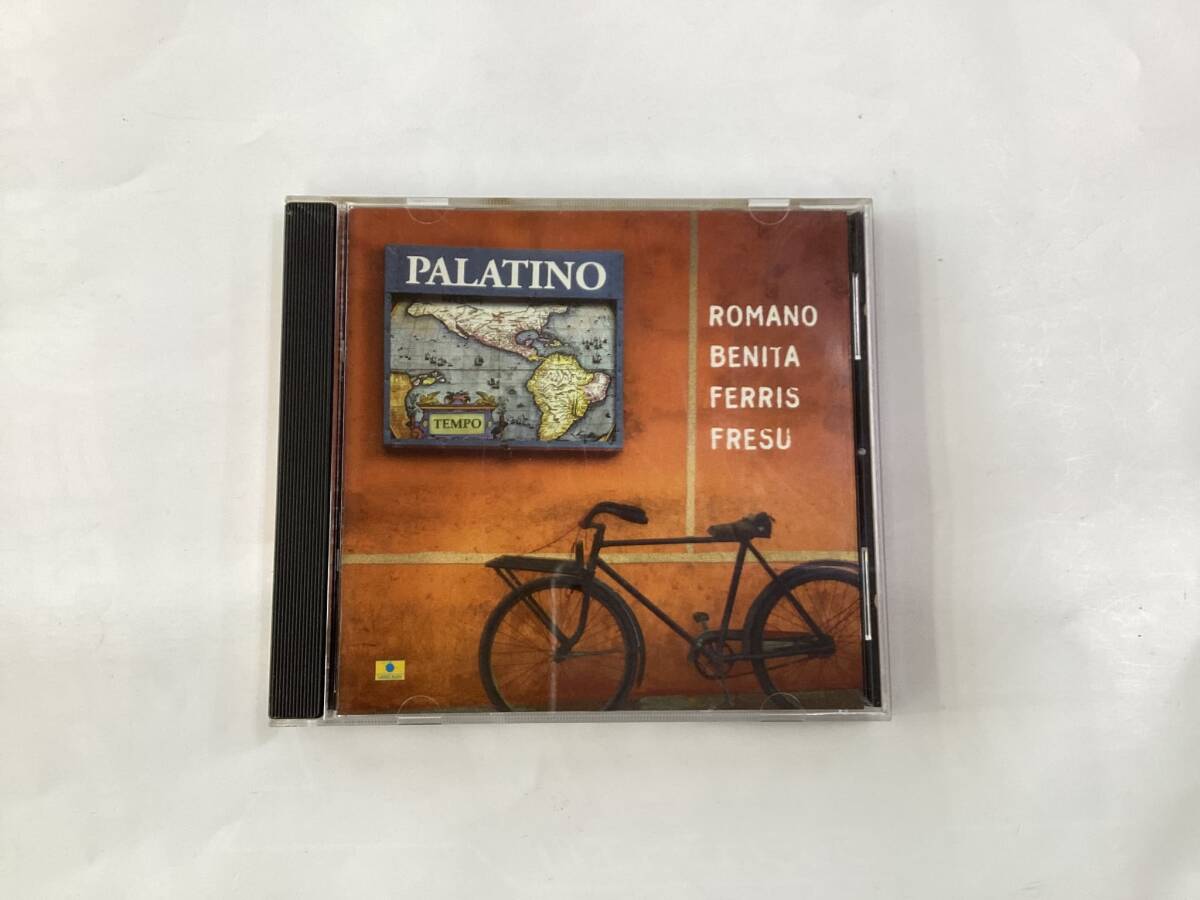 PALATINO
TEMPO
ROMANO
BENITA
FERRIS
FRESU